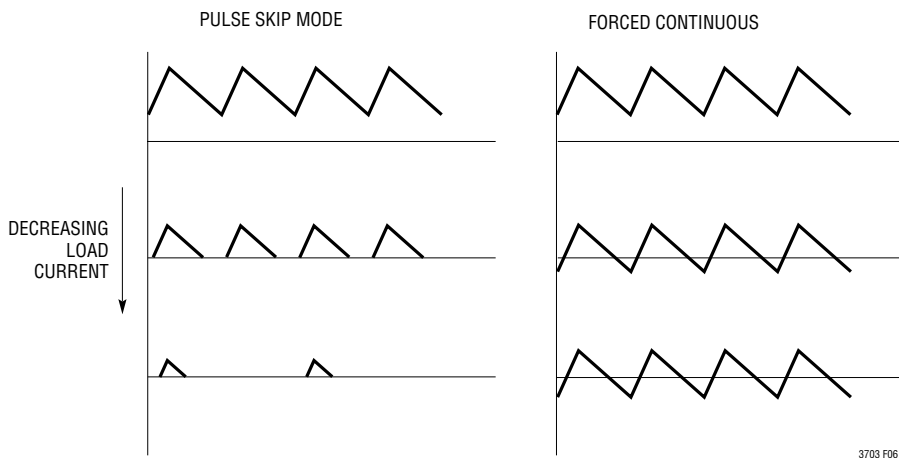 PULSE SKIP MODE
FORCED CONTINUOUS
DECREASING
LOAD
CURRENT
3703 F06